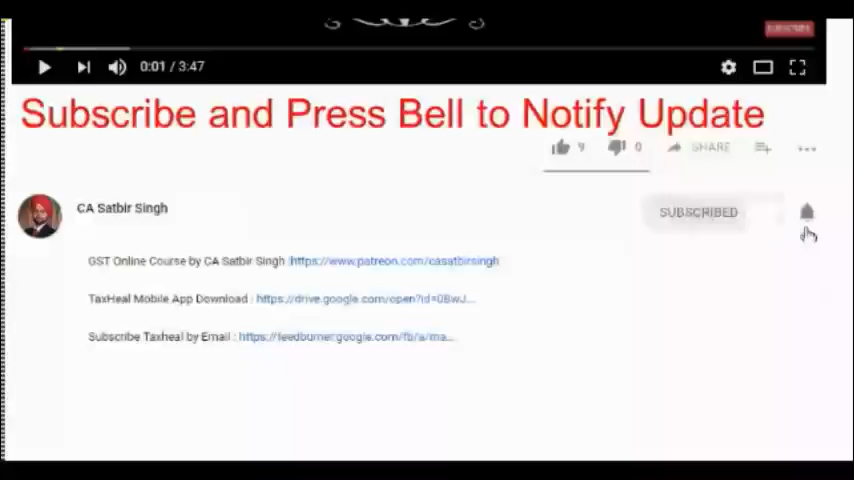 SUBSCRIBE
0:01 / 3:47
Subscribe and Press Bell to Notify Update
9 0 SHARE
CA Satbir Singh
SUBSCRIBED
GST Online Course by CA Satbir Singh :https://www.patreon.com/casatbirsingh
TaxHeal Mobile App Download : https://drive.google.com/open?id=0BwJ...
Subscribe Taxheal by Email : https://feedburner.google.com/fb/a/ma...